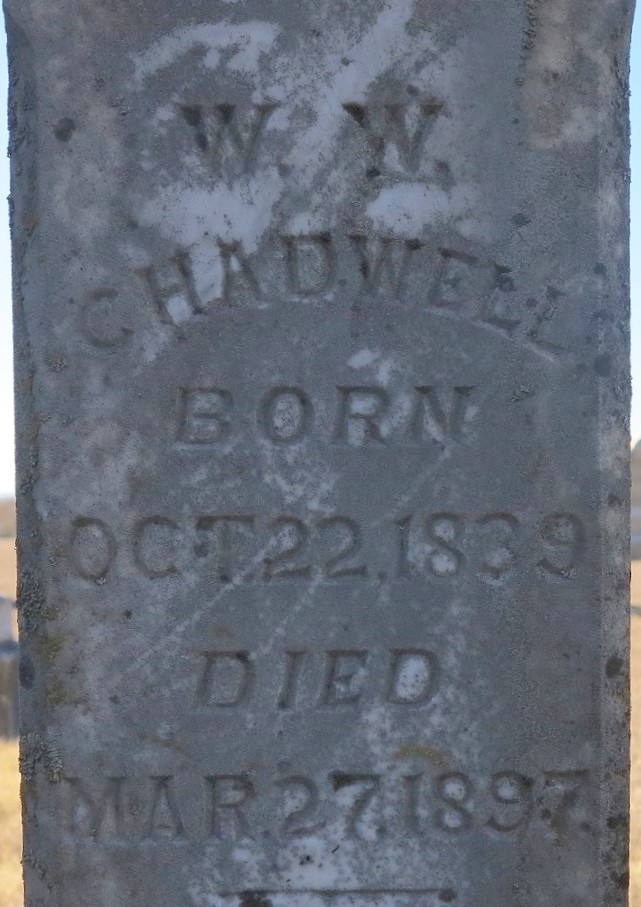 W. W.
CHADWELL
BORN
OCT. 22, 1839
DIED
MAR. 27, 1897.